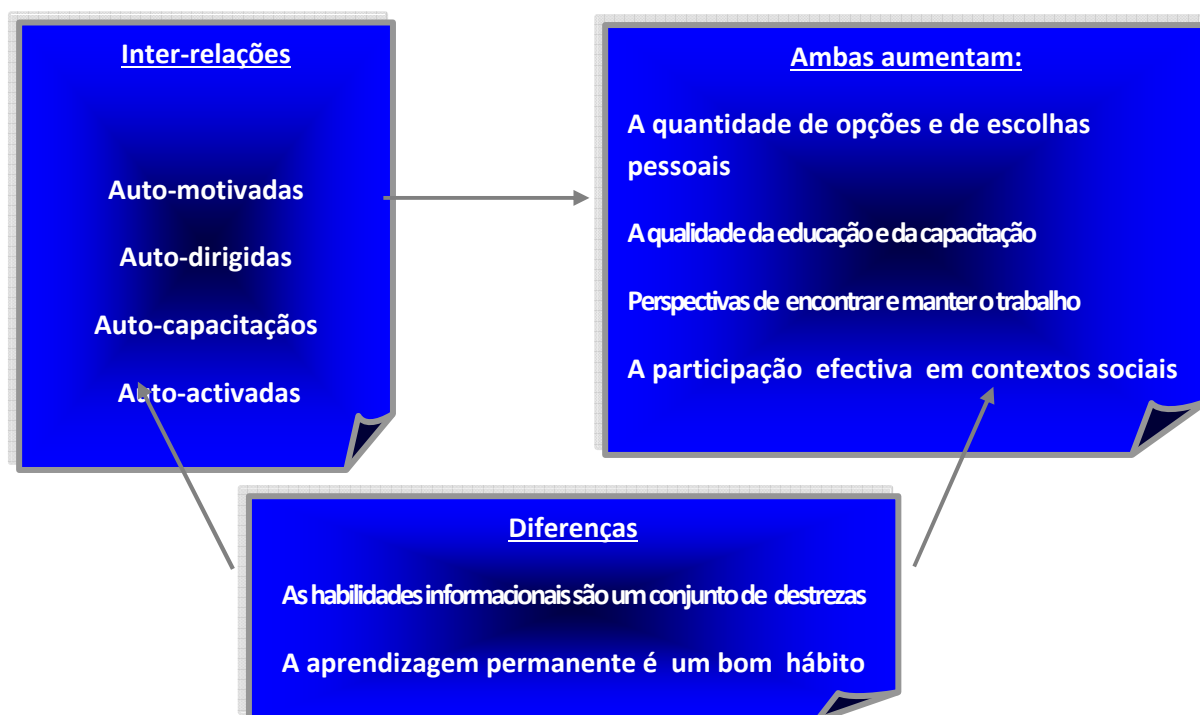 Inter-relações
Auto-motivadas
Auto-dirigidas
Auto-capacitaçãos
Auto-activadas
Ambas aumentam:
A quantidade de opções e de escolhas
pessoais
A qualidade da educação e da capacitação
Perspectivas de encontrar e manter o trabalho
A participação efectiva em contextos sociais
Diferenças
As habilidades informacionais são um conjunto de destrezas
A aprendizagem permanente é um bom hábito